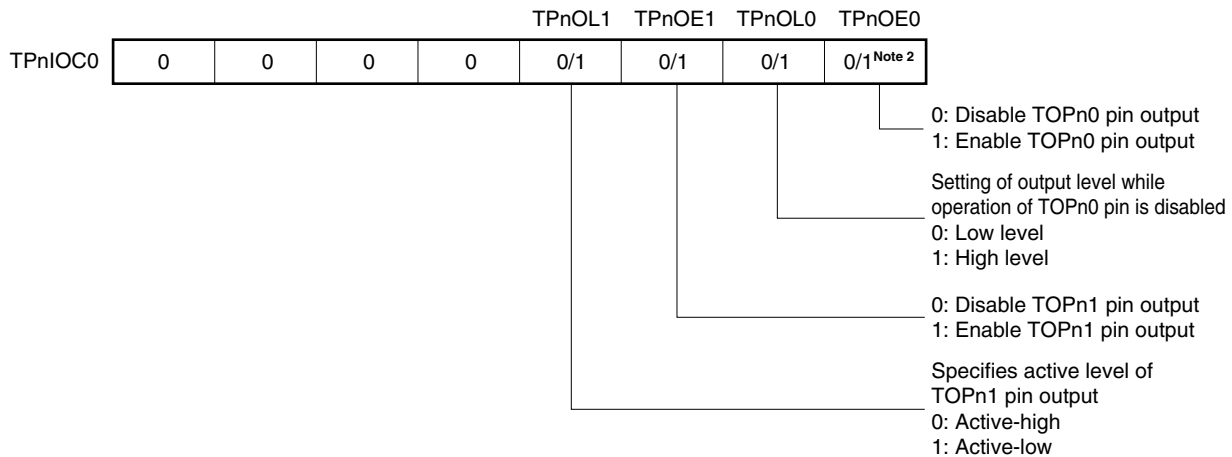 TPnOL1 TPnOE1 TPnOL0 TPnOE0
TPnIOC0 0 0 0 0 0/1 0/1 0/1 0/1 Note 2
0: Disable TOPn0 pin output
1: Enable TOPn0 pin output
Setting of output level while
operation of TOPn0 pin is disabled
0: Low level
1: High level
0: Disable TOPn1 pin output
1: Enable TOPn1 pin output
Specifies active level of
TOPn1 pin output
0: Active-high
1: Active-low